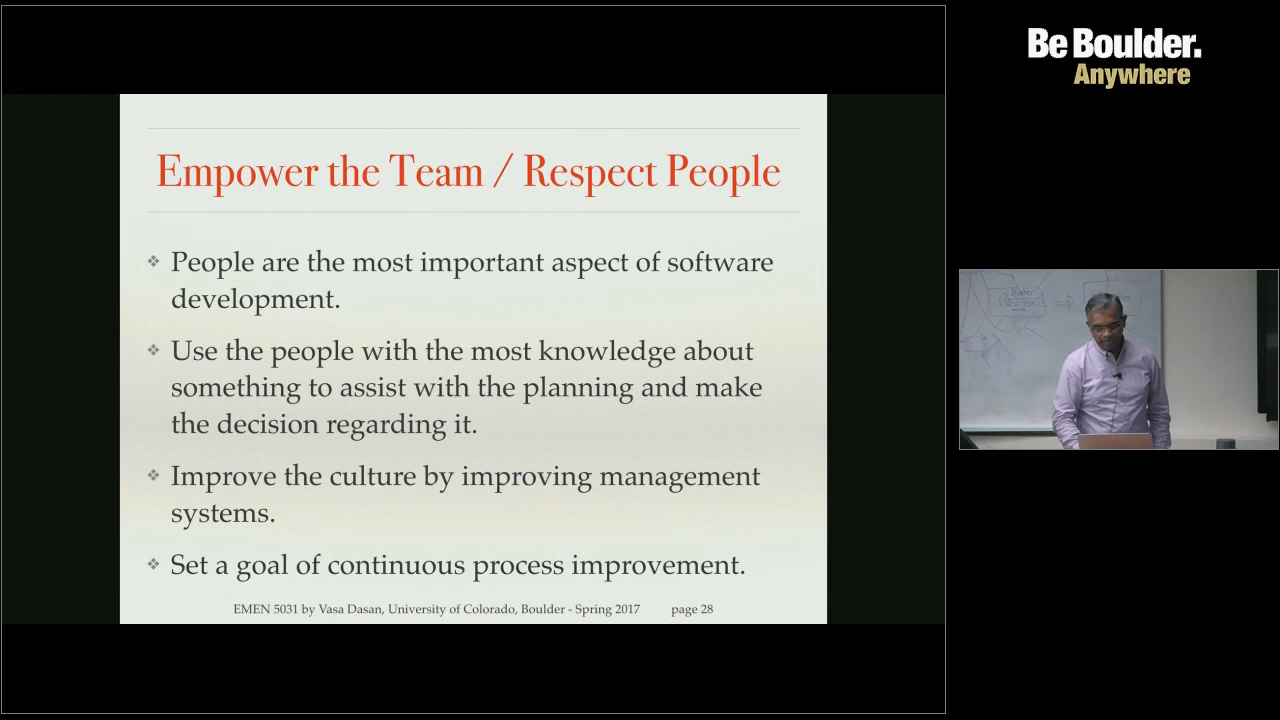 Be Boulder.
Anywhere
Empower the Team / Respect People
❖ People are the most important aspect of software
development.
❖ Use the people with the most knowledge about
something to assist with the planning and make
the decision regarding it.
❖ Improve the culture by improving management
systems.
❖ Set a goal of continuous process improvement.
EMEN 5031 by Vasa Dasan, University of Colorado, Boulder - Spring 2017 page 28